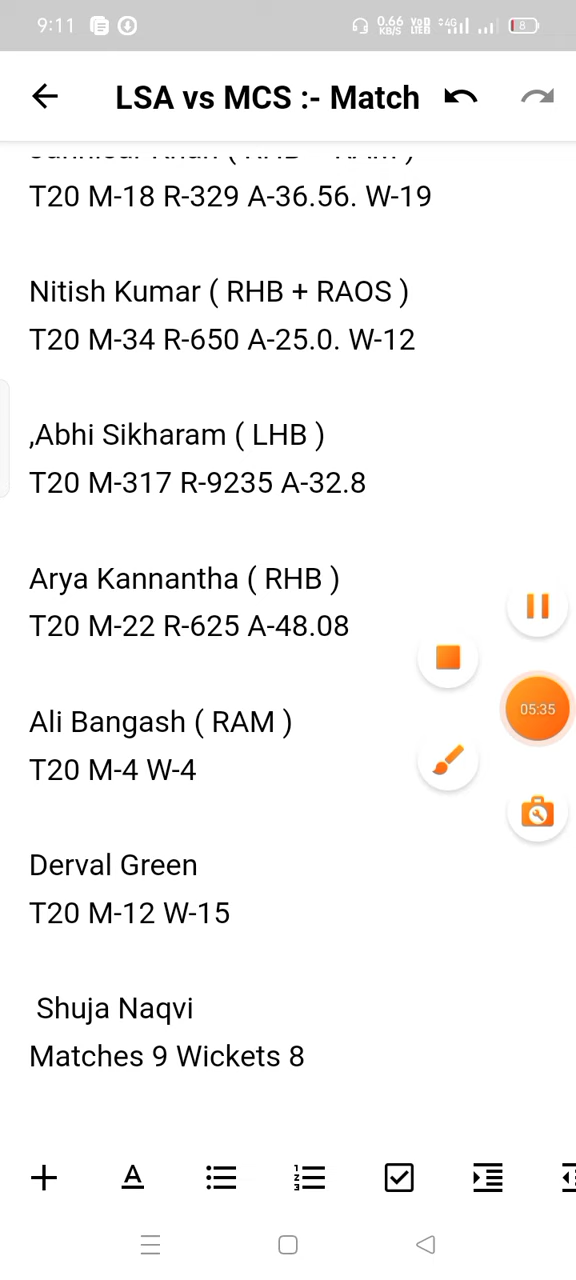 9:11
0.66 KB/S
4G
8
LSA vs MCS :- Match
T20 M-18 R-329 A-36.56. W-19
Nitish Kumar ( RHB + RAOS )
T20 M-34 R-650 A-25.0. W-12
,Abhi Sikharam ( LHB )
T20 M-317 R-9235 A-32.8
Arya Kannantha ( RHB )
T20 M-22 R-625 A-48.08
05:35
Ali Bangash ( RAM )
T20 M-4 W-4
Derval Green
T20 M-12 W-15
Shuja Naqvi
Matches 9 Wickets 8